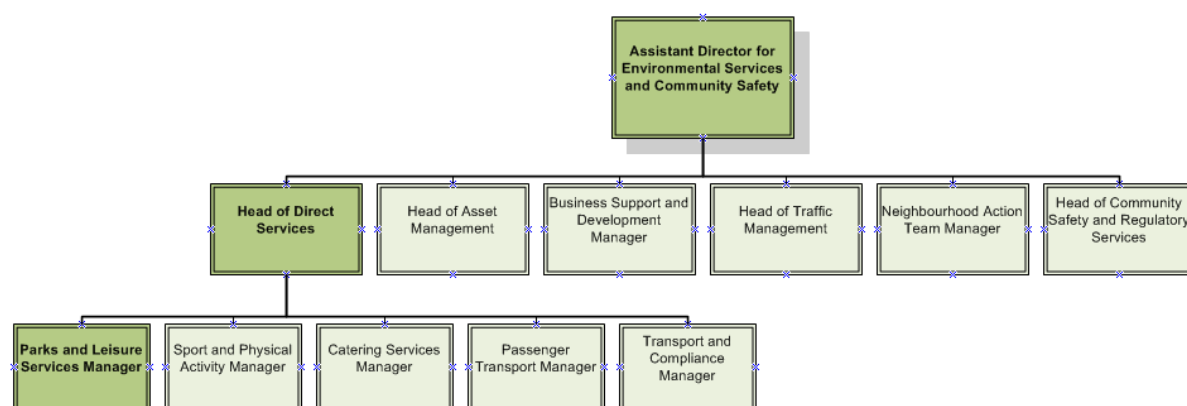 Assistant Director for
Environmental Services
and Community Safety
Head of Direct
Services
Head of Asset
Management
Business Support and
Development
Manager
Head of Traffic
Management
Neighbourhood Action
Team Manager
Head of Community
Safety and Regulatory
Services
Parks and Leisure
Services Manager
Sport and Physical
Activity Manager
Catering Services
Manager
Passenger
Transport Manager
Transport and
Compliance
Manager